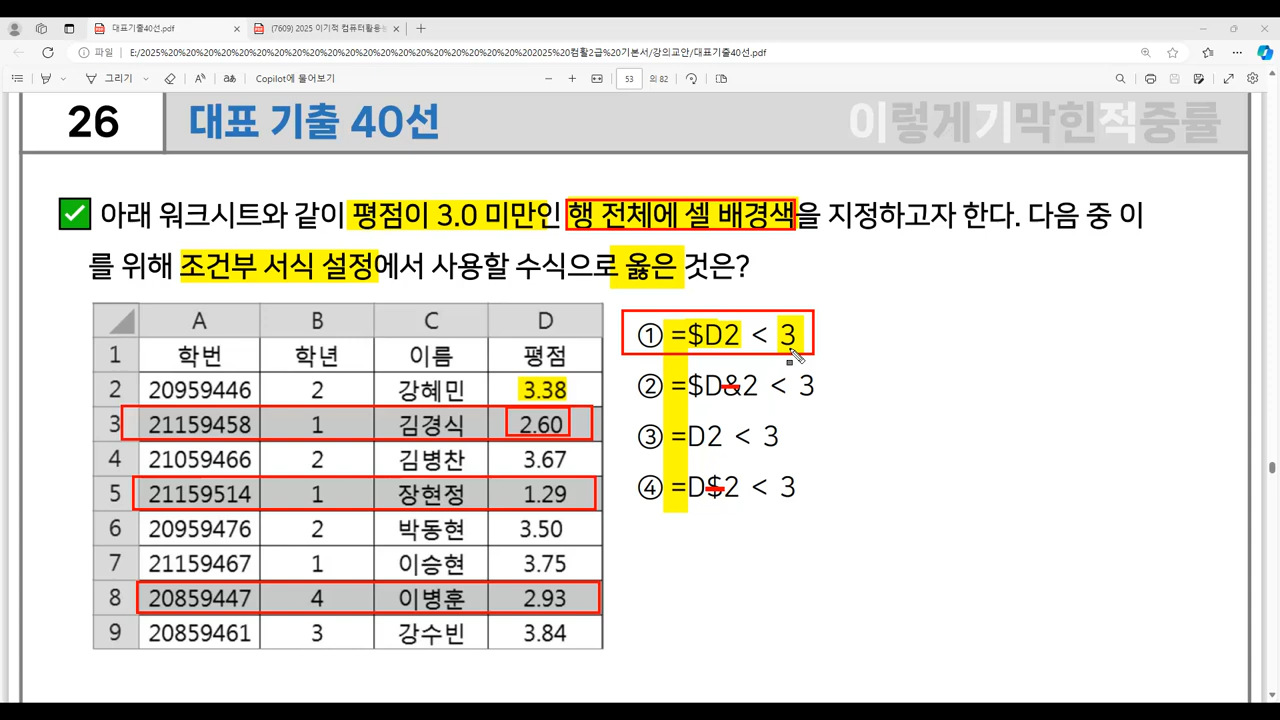 대표기출40선.pdf
(7609) 2025 이기적 컴퓨터활용능
파일
E:/2025%20%20%20%20%20%20%20%20%20%20%20%20%20%202025%20컴활2급%20기본서/강의교안/대표기출40선.pdf
그리기
aあ
Copilot에 물어보기
53
의 82
26
대표 기출 40선
이렇게기막힌적중률
아래 워크시트와 같이 평점이 3.0 미만인 행 전체에 셀 배경색을 지정하고자 한다. 다음 중 이
를 위해 조건부 서식 설정에서 사용할 수식으로 옳은 것은?
A B C D
1 학번 학년 이름 평점
2 20959446 2 강혜민 3.38
3 21159458 1 김경식 2.60
4 21059466 2 김병찬 3.67
5 21159514 1 장현정 1.29
6 20959476 2 박동현 3.50
7 21159467 1 이승현 3.75
8 20859447 4 이병훈 2.93
9 20859461 3 강수빈 3.84
① =$D2 < 3
② =$D&2 < 3
③ =D2 < 3
④ =D$2 < 3